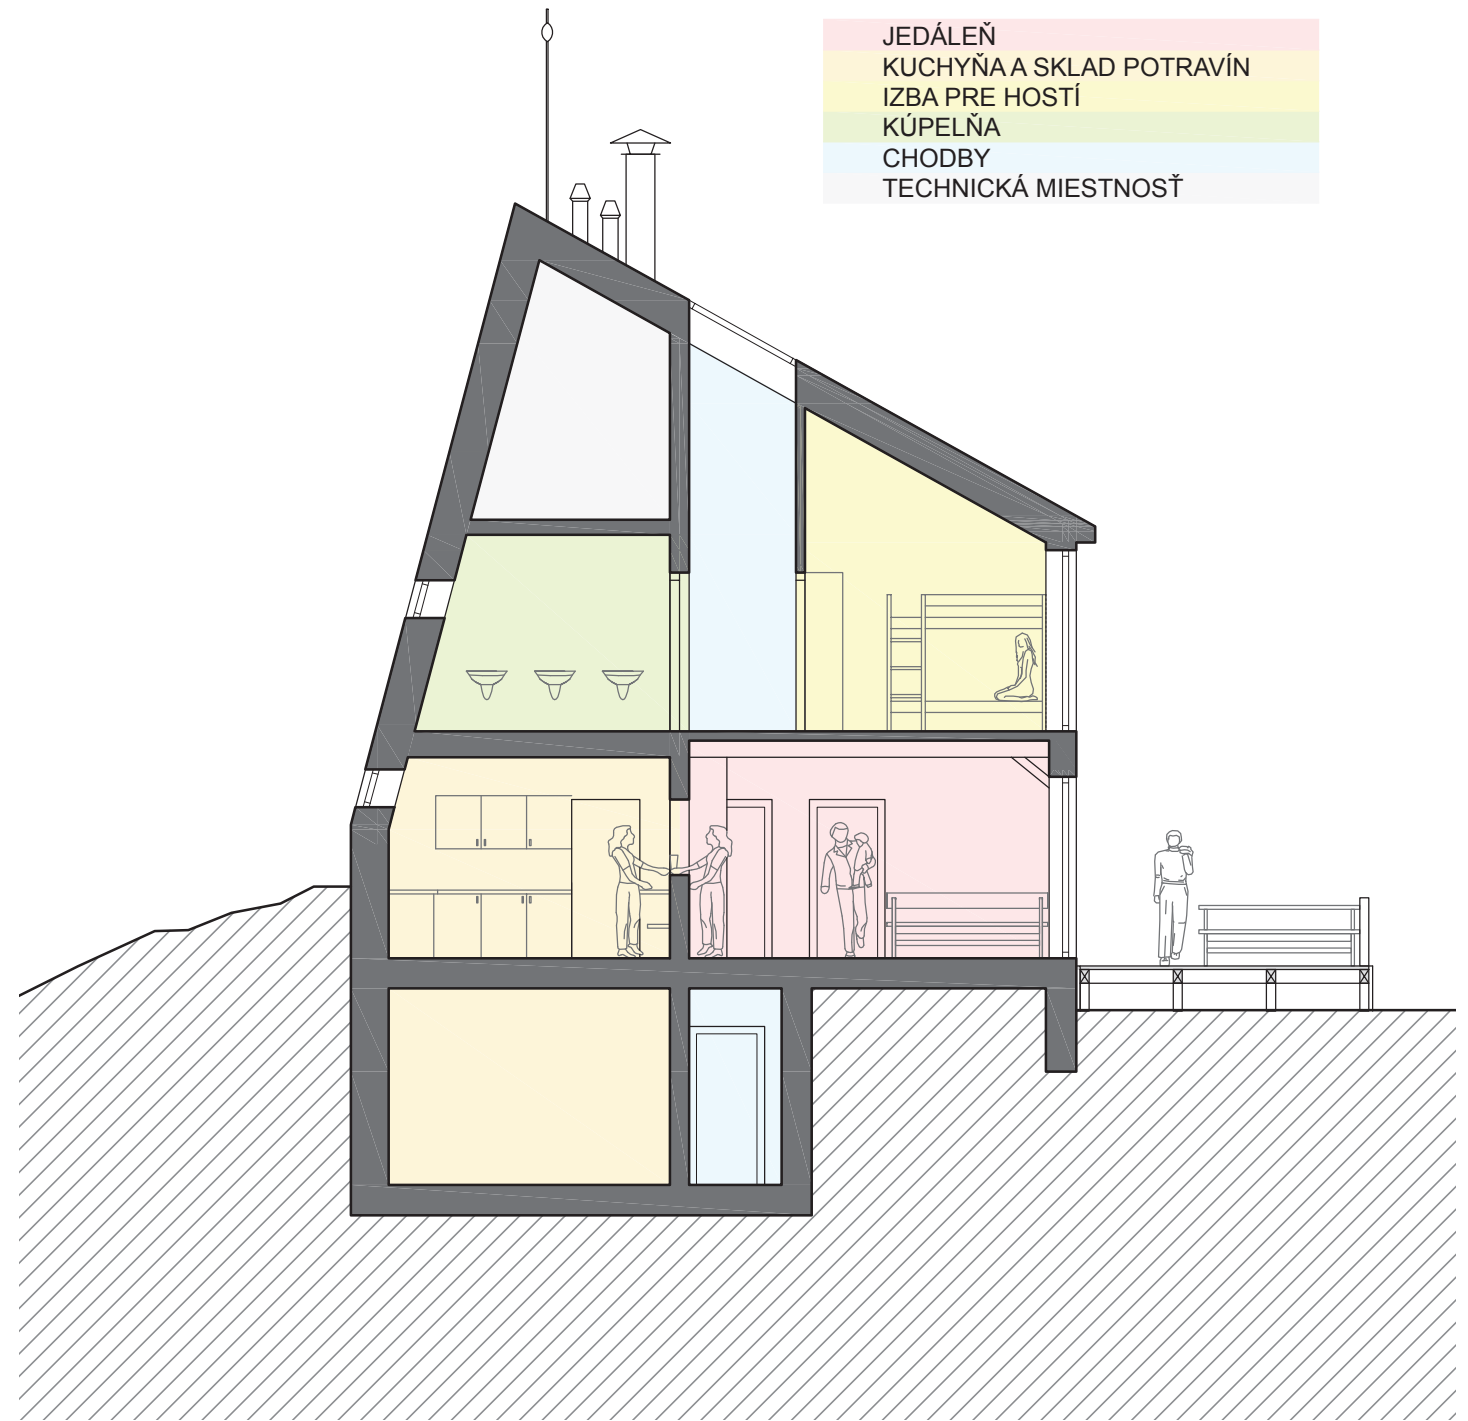 JEDÁLEŇ
KUCHYŇA A SKLAD POTRAVÍN
IZBA PRE HOSTÍ
KÚPELŇA
CHODBY
TECHNICKÁ MIESTNOSŤ